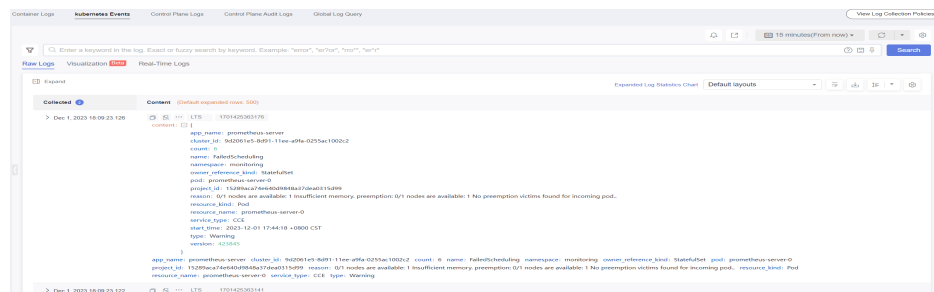 Container Logs  kubernetes Events  Control Plane Logs  Control Plane Audit Logs  Global Log Query  View Log Collection Policies
15 minutes(From now)
Enter a keyword in the log. Exact or fuzzy search by keyword. Example: "error", "er?or", "rro*", "er*r"  Search
Raw Logs  Visualization Beta  Real-Time Logs
Expand  Expanded Log Statistics Chart  Default layouts
Collected  Content (Default expanded rows: 500)
Dec 1, 2023 18:09:23.126  LTS  1701425363176
content: {
app_name: prometheus-server
cluster_id: 9d2061e5-8d91-11ee-a9fa-0255ac1002c2
count: 6
name: FailedScheduling
namespace: monitoring
owner_reference_kind: StatefulSet
pod: prometheus-server-0
project_id: 15289aca74e640d9848a37dea0315d99
reason: 0/1 nodes are available: 1 Insufficient memory. preemption: 0/1 nodes are available: 1 No preemption victims found for incoming pod..
resource_kind: Pod
resource_name: prometheus-server-0
service_type: CCE
start_time: 2023-12-01 17:44:18 +0800 CST
type: Warning
version: 423845
}
app_name: prometheus-server cluster_id: 9d2061e5-8d91-11ee-a9fa-0255ac1002c2 count: 6 name: FailedScheduling namespace: monitoring owner_reference_kind: StatefulSet pod: prometheus-server-0
project_id: 15289aca74e640d9848a37dea0315d99 reason: 0/1 nodes are available: 1 Insufficient memory. preemption: 0/1 nodes are available: 1 No preemption victims found for incoming pod.. resource_kind: Pod
resource_name: prometheus-server-0 service_type: CCE type: Warning
Dec 1, 2023 18:09:23.122  LTS  1701425363141